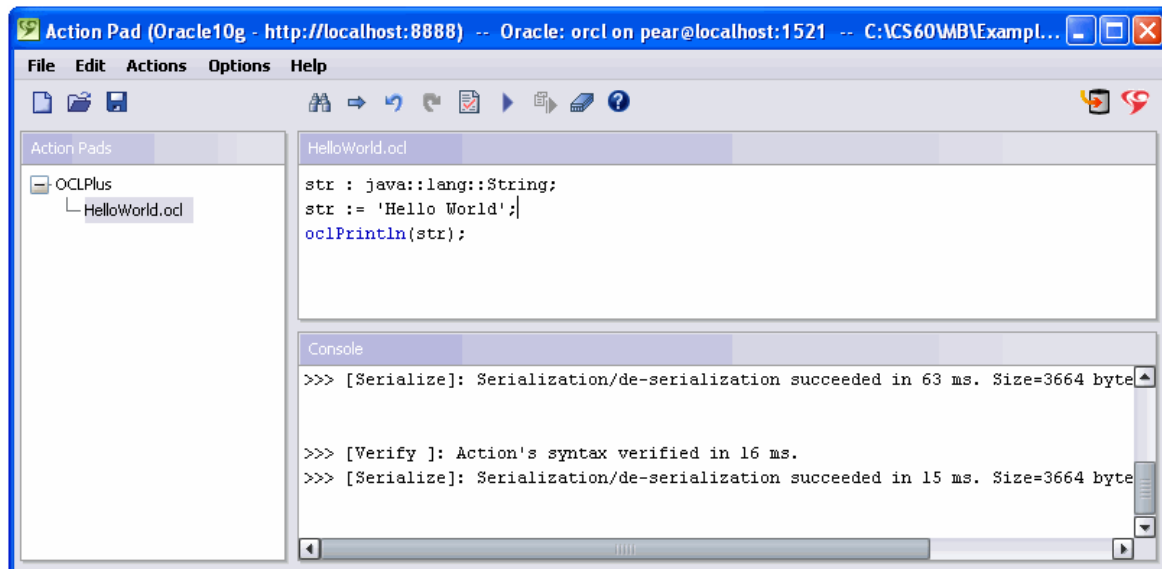 Action Pad (Oracle10g - http://localhost:8888) -- Oracle: orcl on pear@localhost:1521 -- C:\CS60\MB\Exampl...
File Edit Actions Options Help
Action Pads
OCLPlus
HelloWorld.ocl
HelloWorld.ocl
str : java::lang::String;
str := 'Hello World';
oclPrintln(str);
Console
>>> [Serialize]: Serialization/de-serialization succeeded in 63 ms. Size=3664 byte
>>> [Verify ]: Action's syntax verified in 16 ms.
>>> [Serialize]: Serialization/de-serialization succeeded in 15 ms. Size=3664 byte